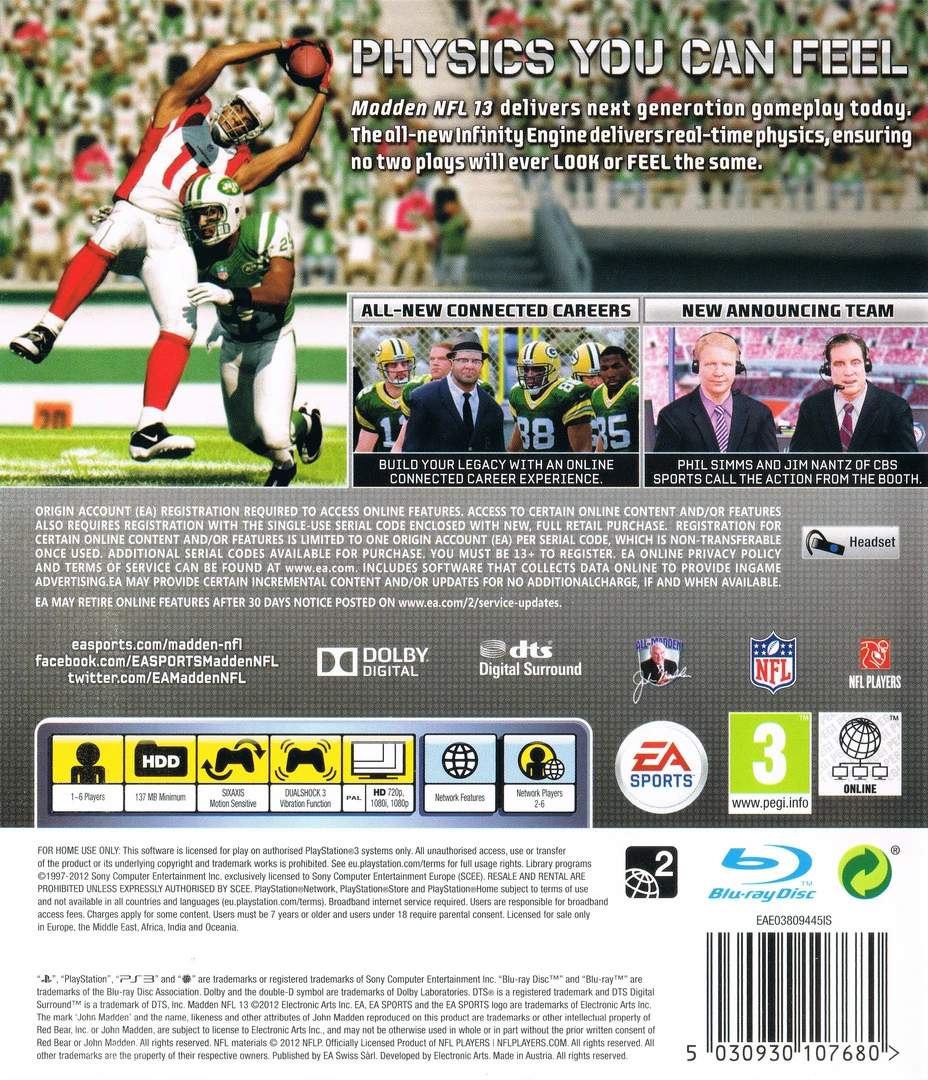 PHYSICS YOU CAN FEEL
Madden NFL 13 delivers next generation gameplay today.
The all-new Infinity Engine delivers real-time physics, ensuring
no two plays will ever LOOK or FEEL the same.
ALL-NEW CONNECTED CAREERS
NEW ANNOUNCING TEAM
BUILD YOUR LEGACY WITH AN ONLINE
CONNECTED CAREER EXPERIENCE.
PHIL SIMMS AND JIM NANTZ OF CBS
SPORTS CALL THE ACTION FROM THE BOOTH.
20
88
85
ORIGIN ACCOUNT (EA) REGISTRATION REQUIRED TO ACCESS ONLINE FEATURES. ACCESS TO CERTAIN ONLINE CONTENT AND/OR FEATURES
ALSO REQUIRES REGISTRATION WITH THE SINGLE-USE SERIAL CODE ENCLOSED WITH NEW, FULL RETAIL PURCHASE. REGISTRATION FOR
CERTAIN ONLINE CONTENT AND/OR FEATURES IS LIMITED TO ONE ORIGIN ACCOUNT (EA) PER SERIAL CODE, WHICH IS NON-TRANSFERABLE
ONCE USED. ADDITIONAL SERIAL CODES AVAILABLE FOR PURCHASE. YOU MUST BE 13+ TO REGISTER. EA ONLINE PRIVACY POLICY
AND TERMS OF SERVICE CAN BE FOUND AT www.ea.com. INCLUDES SOFTWARE THAT COLLECTS DATA ONLINE TO PROVIDE INGAME
ADVERTISING.EA MAY PROVIDE CERTAIN INCREMENTAL CONTENT AND/OR UPDATES FOR NO ADDITIONALCHARGE, IF AND WHEN AVAILABLE.
EA MAY RETIRE ONLINE FEATURES AFTER 30 DAYS NOTICE POSTED ON www.ea.com/2/service-updates.
Headset
easports.com/madden-nfl
facebook.com/EASPORTSMaddenNFL
twitter.com/EAMaddenNFL
DOLBY®
DIGITAL
dts
Digital Surround
ALL-MADDEN
NFL
NFL PLAYERS
1-6 Players
HDD
137 MB Minimum
SIXAXIS
Motion Sensitive
DUALSHOCK 3
Vibration Function
PAL
HD 720p,
1080i, 1080p
Network Features
Network Players
2-6
EA
SPORTS™
3
™
www.pegi.info
™
ONLINE
FOR HOME USE ONLY: This software is licensed for play on authorised PlayStation®3 systems only. All unauthorised access, use or transfer
of the product or its underlying copyright and trademark works is prohibited. See eu.playstation.com/terms for full usage rights. Library programs
©1997-2012 Sony Computer Entertainment Inc. exclusively licensed to Sony Computer Entertainment Europe (SCEE). RESALE AND RENTAL ARE
PROHIBITED UNLESS EXPRESSLY AUTHORISED BY SCEE. PlayStation®Network, PlayStation®Store and PlayStation®Home subject to terms of use
and not available in all countries and languages (eu.playstation.com/terms). Broadband internet service required. Users are responsible for broadband
access fees. Charges apply for some content. Users must be 7 years or older and users under 18 require parental consent. Licensed for sale only
in Europe, the Middle East, Africa, India and Oceania.
2
Blu-ray Disc™
®
EAE03809445IS
"", "PlayStation", "PS3" and "" are trademarks or registered trademarks of Sony Computer Entertainment Inc. "Blu-ray Disc™" and "Blu-ray™" are
trademarks of the Blu-ray Disc Association. Dolby and the double-D symbol are trademarks of Dolby Laboratories. DTS® is a registered trademark and DTS Digital
Surround™ is a trademark of DTS, Inc. Madden NFL 13 ©2012 Electronic Arts Inc. EA, EA SPORTS and the EA SPORTS logo are trademarks of Electronic Arts Inc.
The mark 'John Madden' and the name, likeness and other attributes of John Madden reproduced on this product are trademarks or other intellectual property of
Red Bear, Inc. or John Madden, are subject to license to Electronic Arts Inc., and may not be otherwise used in whole or in part without the prior written consent of
Red Bear or John Madden. All rights reserved. NFL materials © 2012 NFLP. Officially Licensed Product of NFL PLAYERS | NFLPLAYERS.COM. All rights reserved. All
other trademarks are the property of their respective owners. Published by EA Swiss Sàrl. Developed by Electronic Arts. Made in Austria. All rights reserved.
5 030930 107680 >